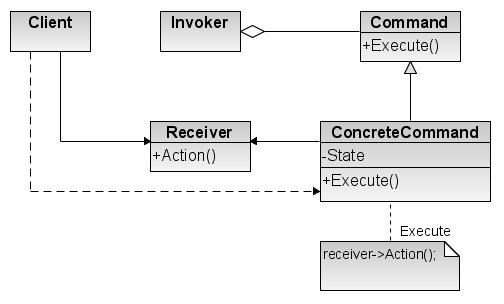 Client
Invoker
Command
+Execute()
Receiver
+Action()
ConcreteCommand
-State
+Execute()
Execute
receiver->Action();